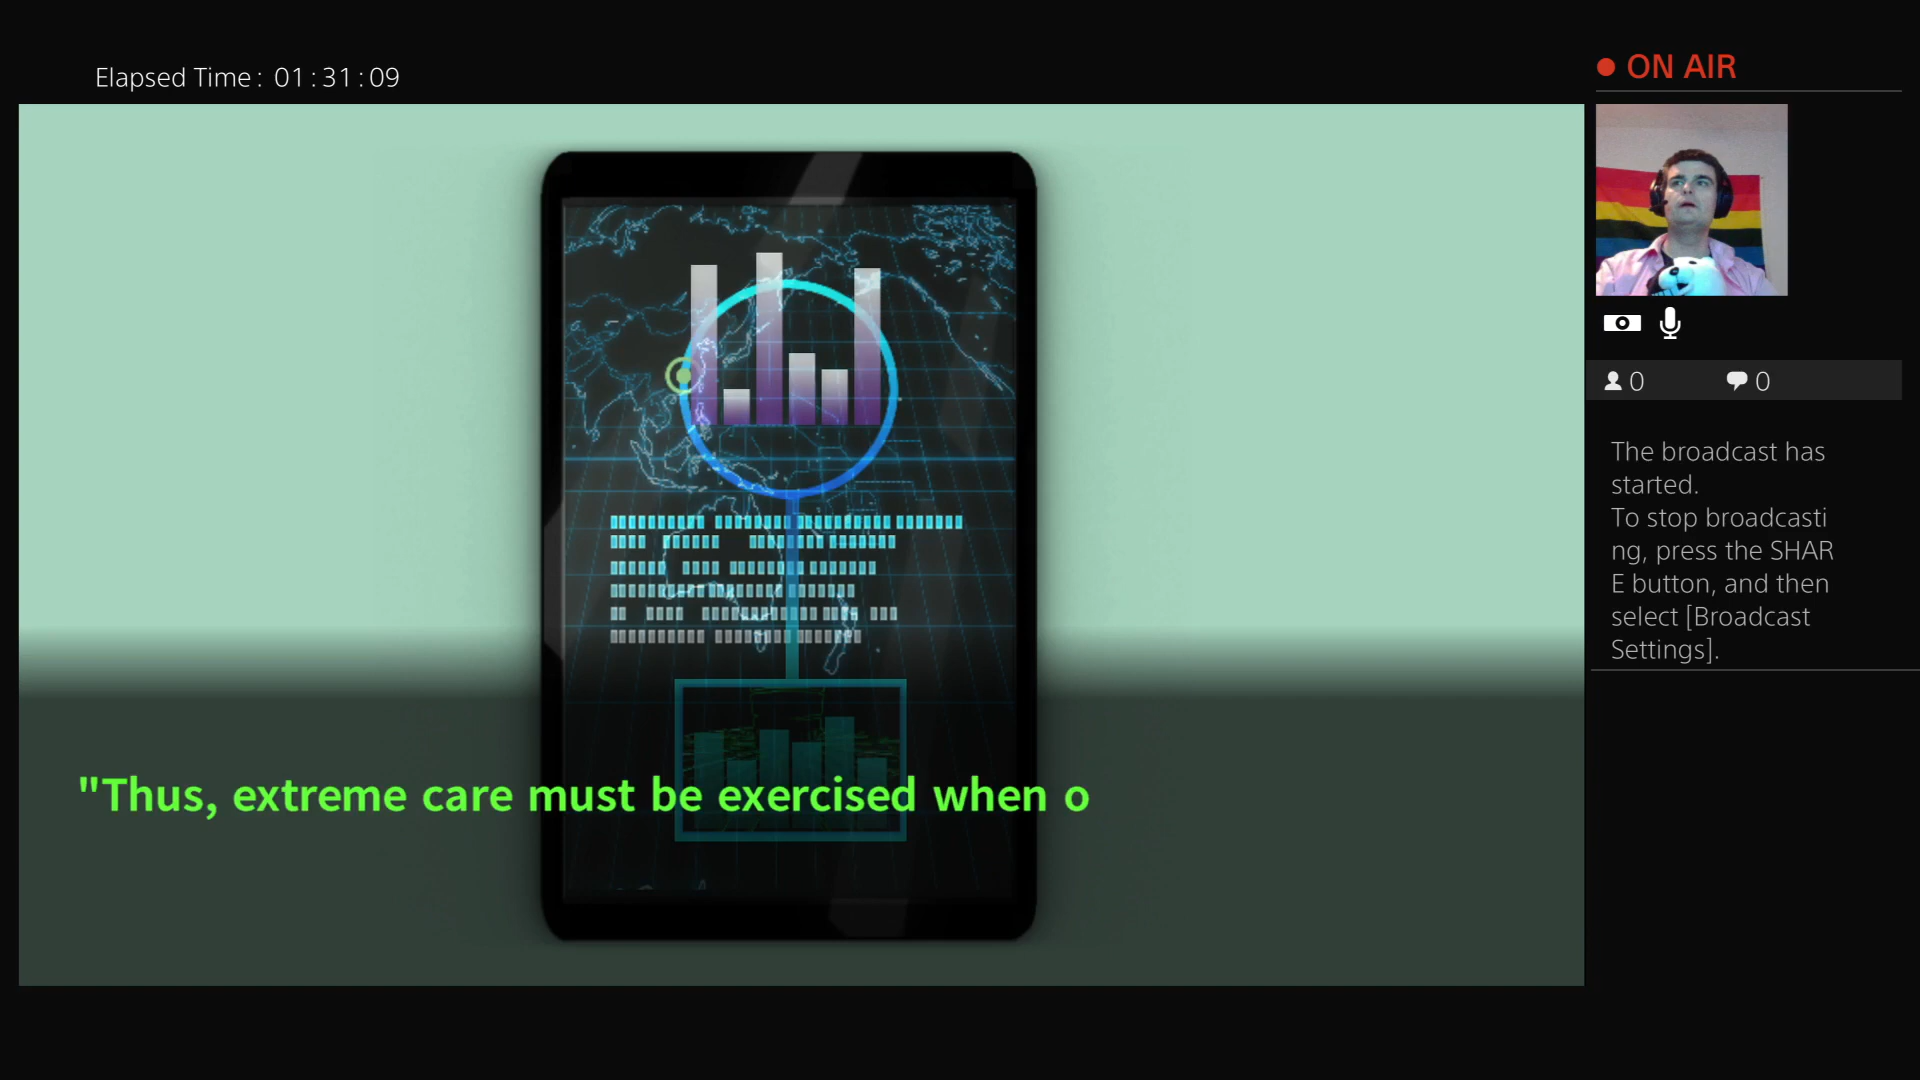 Elapsed Time: 01:31:09
ON AIR
0
0
The broadcast has
started.
To stop broadcasti
ng, press the SHAR
E button, and then
select [Broadcast
Settings].
"Thus, extreme care must be exercised when o